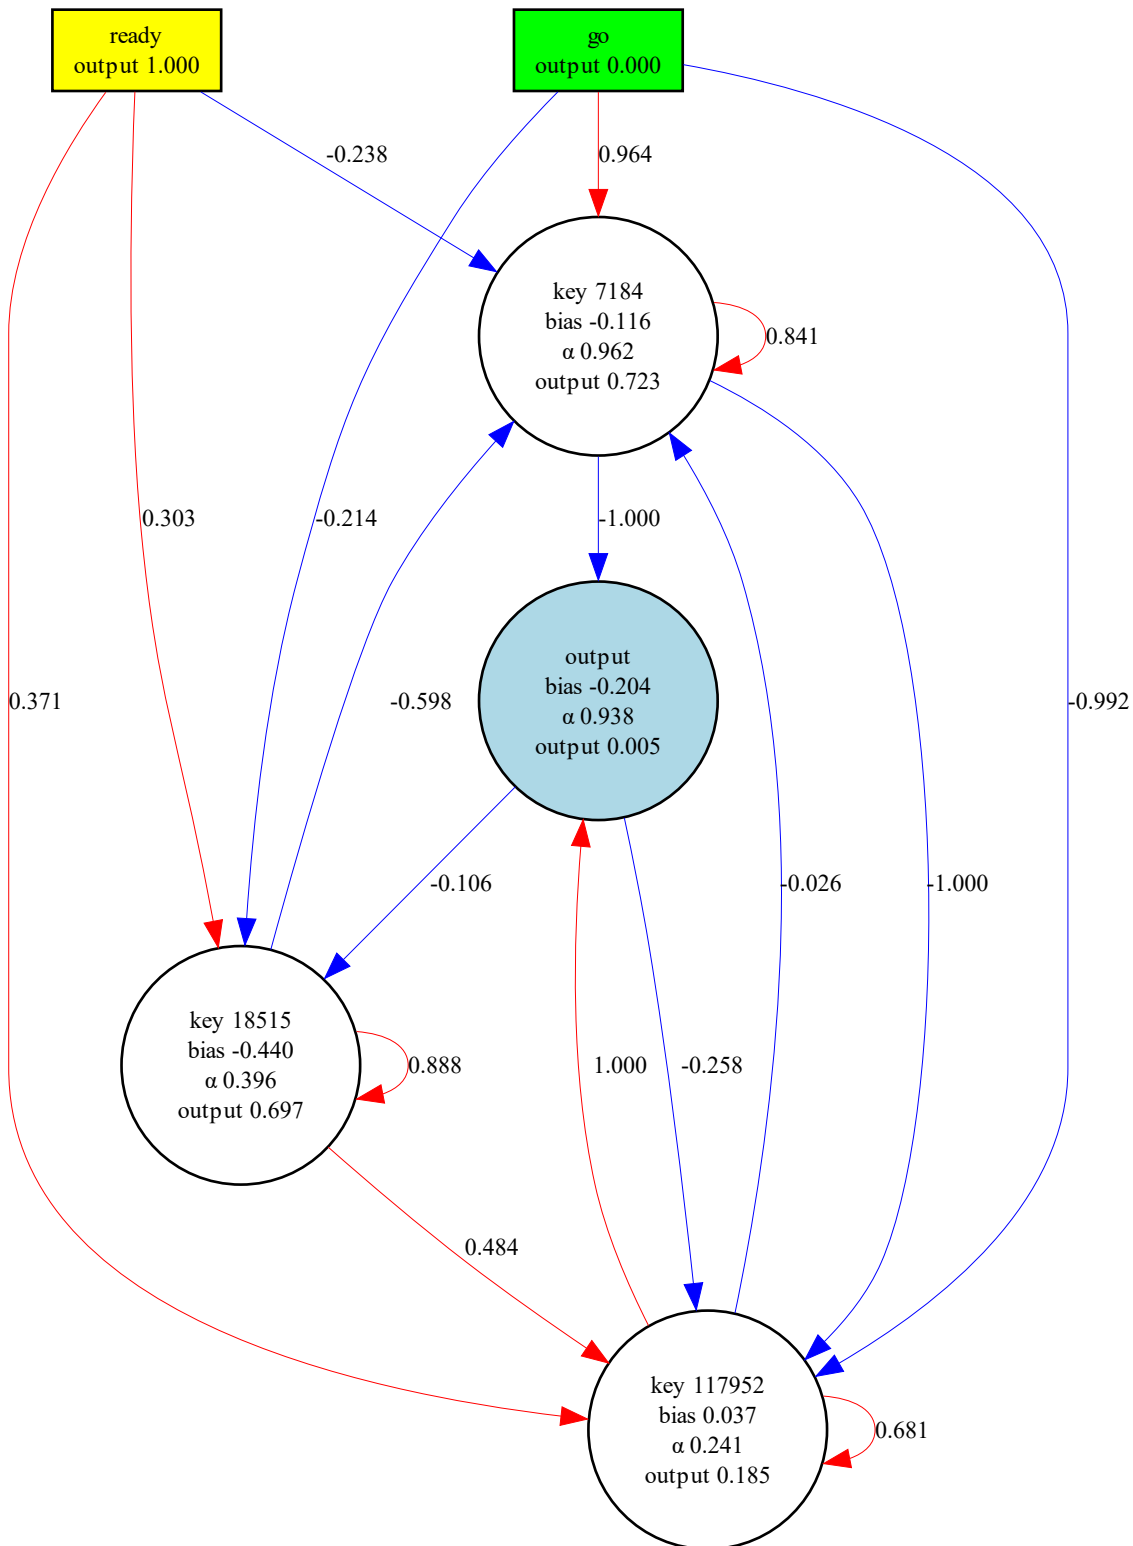 ready
output 1.000
go
output 0.000
-0.238
0.964
key 7184
bias -0.116
α 0.962
output 0.723
0.841
0.303
-0.214
-1.000
output
bias -0.204
α 0.938
output 0.005
0.371
-0.598
-0.992
-0.106
-0.026
-1.000
key 18515
bias -0.440
α 0.396
output 0.697
0.888
1.000
-0.258
0.484
key 117952
bias 0.037
α 0.241
output 0.185
0.681